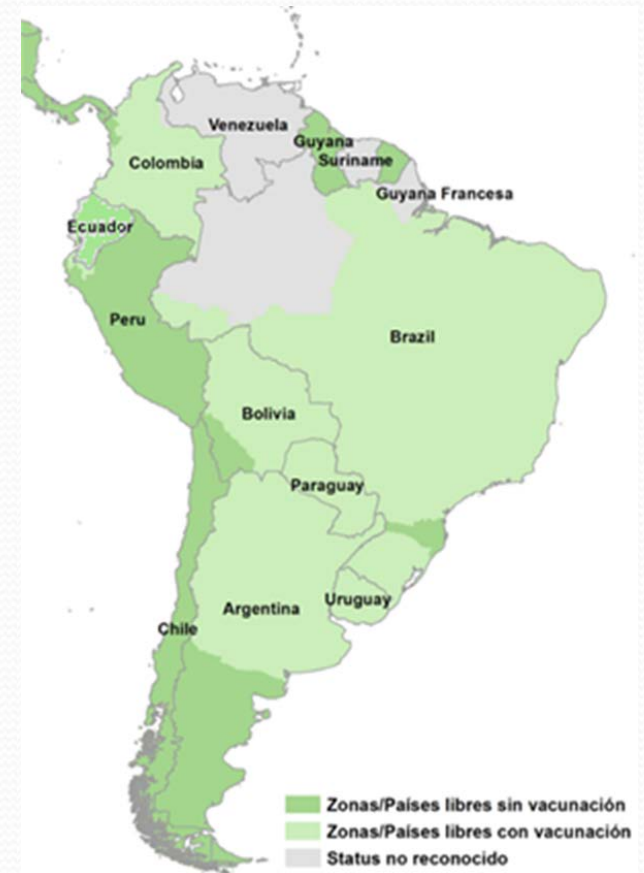 Venezuela
Guyana
Suriname
Colombia
Guyana Francesa
Ecuador
Peru
Brazil
Bolivia
Paraguay
Uruguay
Argentina
Chile
Zonas/Países libres sin vacunación
Zonas/Países libres con vacunación
Status no reconocido